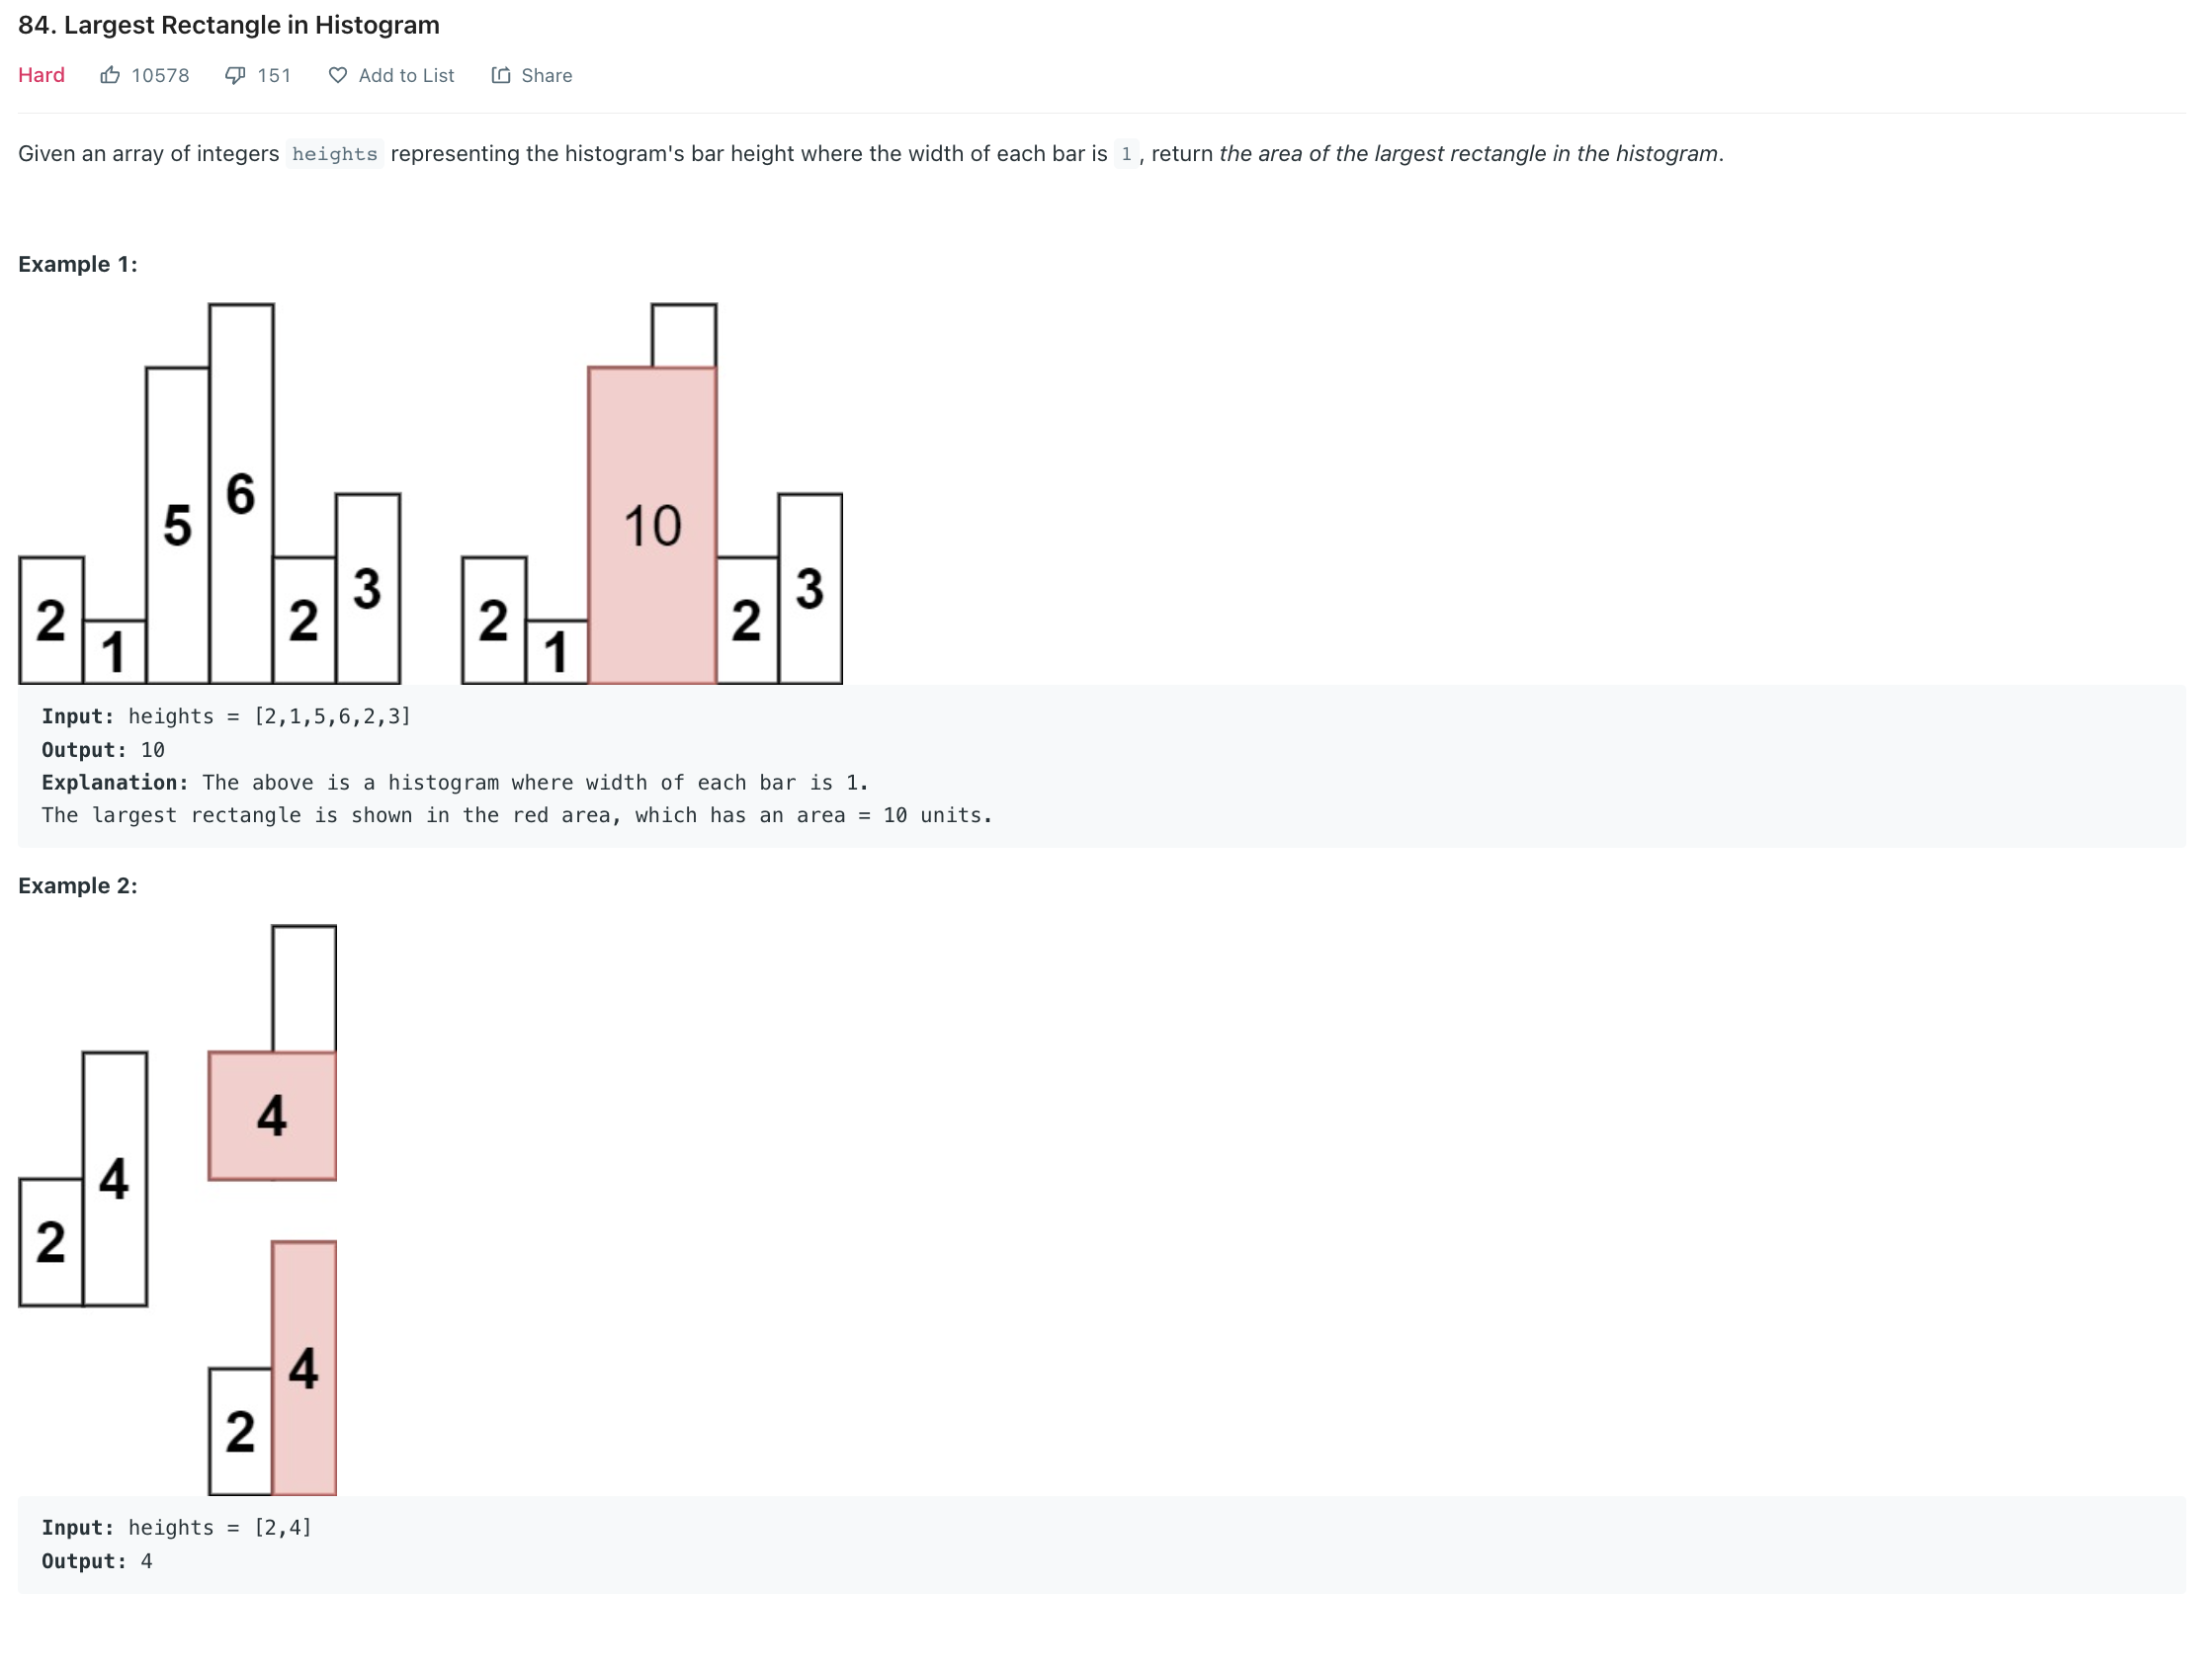 84. Largest Rectangle in Histogram
Hard 10578 151 Add to List Share
Given an array of integers heights representing the histogram's bar height where the width of each bar is 1, return the area of the largest rectangle in the histogram.
Example 1:
2 1 5 6 2 3
2 1 10 2 3
Input: heights = [2,1,5,6,2,3]
Output: 10
Explanation: The above is a histogram where width of each bar is 1.
The largest rectangle is shown in the red area, which has an area = 10 units.
Example 2:
2 4
4
2 4
Input: heights = [2,4]
Output: 4